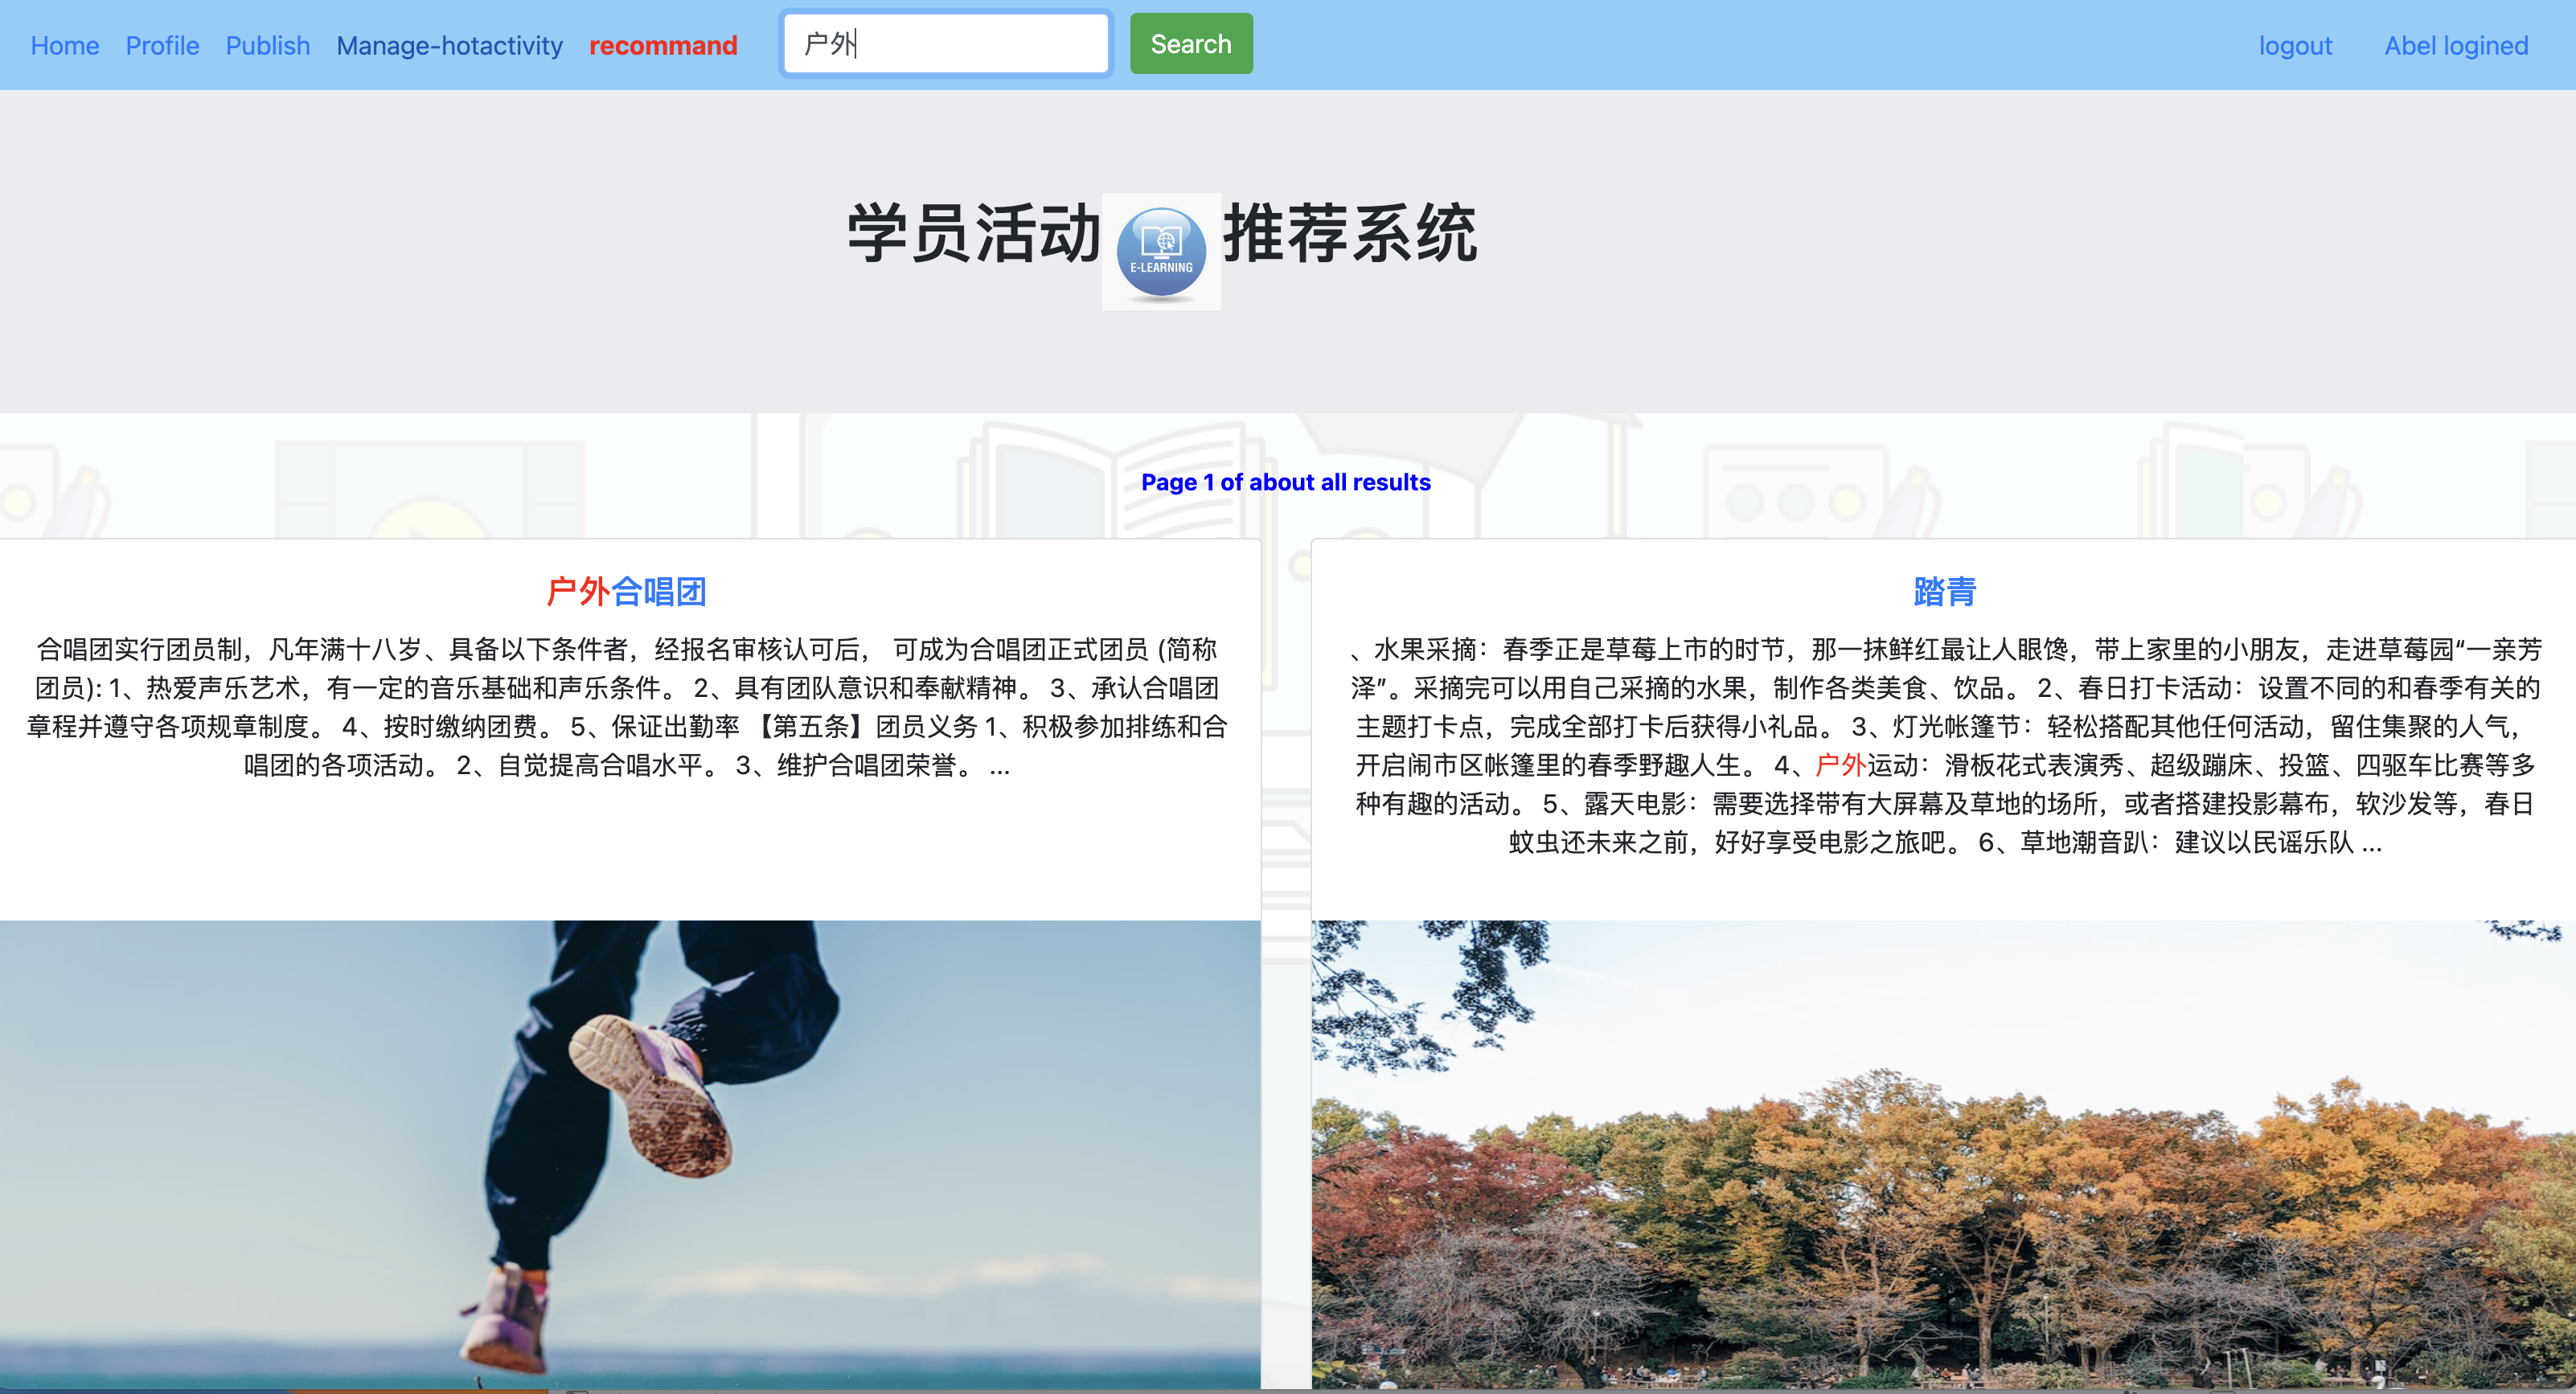 Home Profile Publish Manage-hotactivity recommand 户外 Search logout Abel logined
学员活动 推荐系统
E-LEARNING
Page 1 of about all results
户外合唱团
合唱团实行团员制，凡年满十八岁、具备以下条件者，经报名审核认可后， 可成为合唱团正式团员 (简称
团员): 1、热爱声乐艺术，有一定的音乐基础和声乐条件。 2、具有团队意识和奉献精神。 3、承认合唱团
章程并遵守各项规章制度。 4、按时缴纳团费。 5、保证出勤率 【第五条】团员义务 1、积极参加排练和合
唱团的各项活动。 2、自觉提高合唱水平。 3、维护合唱团荣誉。 ...
踏青
、水果采摘：春季正是草莓上市的时节，那一抹鲜红最让人眼馋，带上家里的小朋友，走进草莓园“一亲芳
泽”。采摘完可以用自己采摘的水果，制作各类美食、饮品。 2、春日打卡活动：设置不同的和春季有关的
主题打卡点，完成全部打卡后获得小礼品。 3、灯光帐篷节：轻松搭配其他任何活动，留住集聚的人气，
开启闹市区帐篷里的春季野趣人生。 4、户外运动：滑板花式表演秀、超级蹦床、投篮、四驱车比赛等多
种有趣的活动。 5、露天电影：需要选择带有大屏幕及草地的场所，或者搭建投影幕布，软沙发等，春日
蚊虫还未来之前，好好享受电影之旅吧。 6、草地潮音趴：建议以民谣乐队 ...